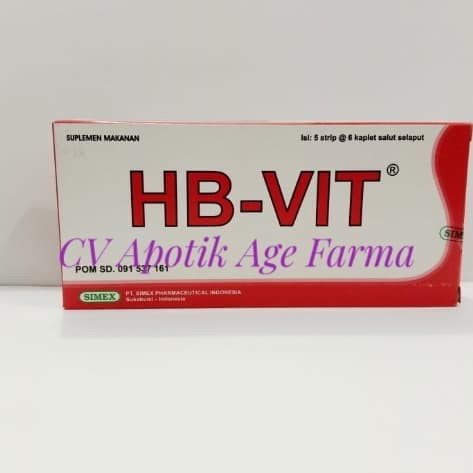 SUPLEMEN MAKANAN
Isi: 5 strip @ 6 kaplet salut selaput
HB-VIT®
SIM
CV Apotik Age Farma
POM SD. 091 537 161
SIMEX
PT. SIMEX PHARMACEUTICAL INDONESIA
Sukabumi - Indonesia